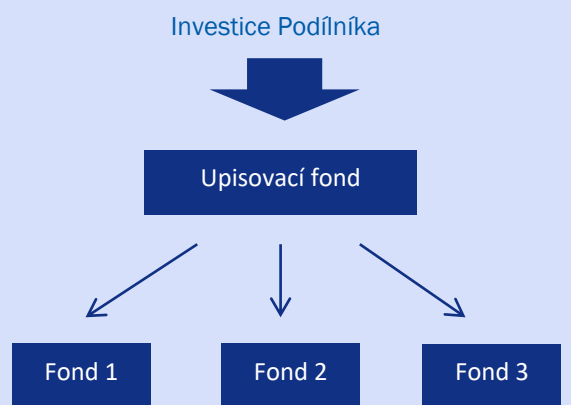 Investice Podílníka
Upisovací fond
Fond 1
Fond 2
Fond 3